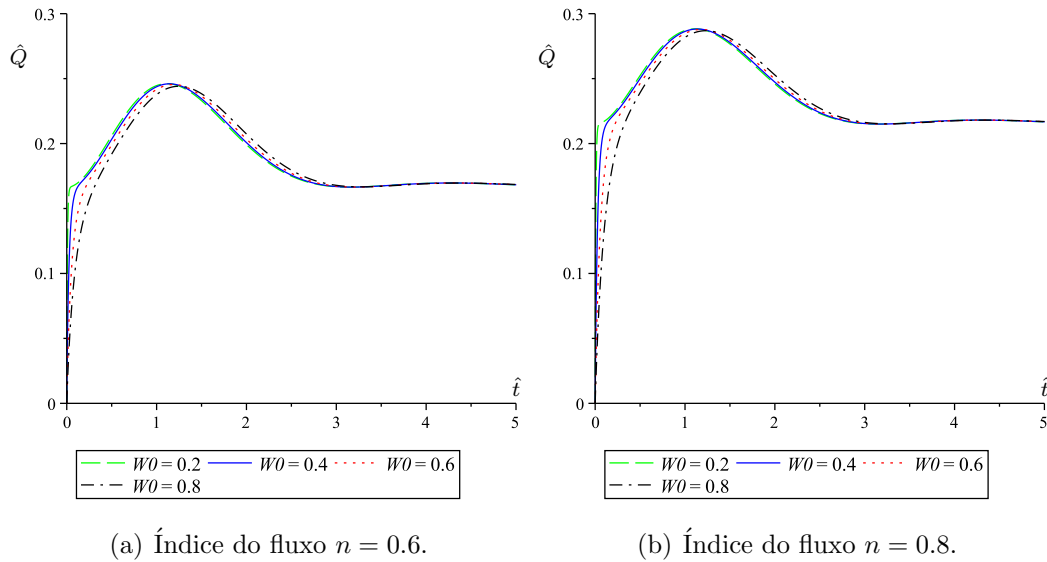 0.3
Q̂
0.2
0.1
0
0 1 2 3 4 5
t̂
W0 = 0.2 W0 = 0.4 W0 = 0.6
W0 = 0.8
(a) Índice do fluxo n = 0.6.
0.3
Q̂
0.2
0.1
0
0 1 2 3 4 5
t̂
W0 = 0.2 W0 = 0.4 W0 = 0.6
W0 = 0.8
(b) Índice do fluxo n = 0.8.